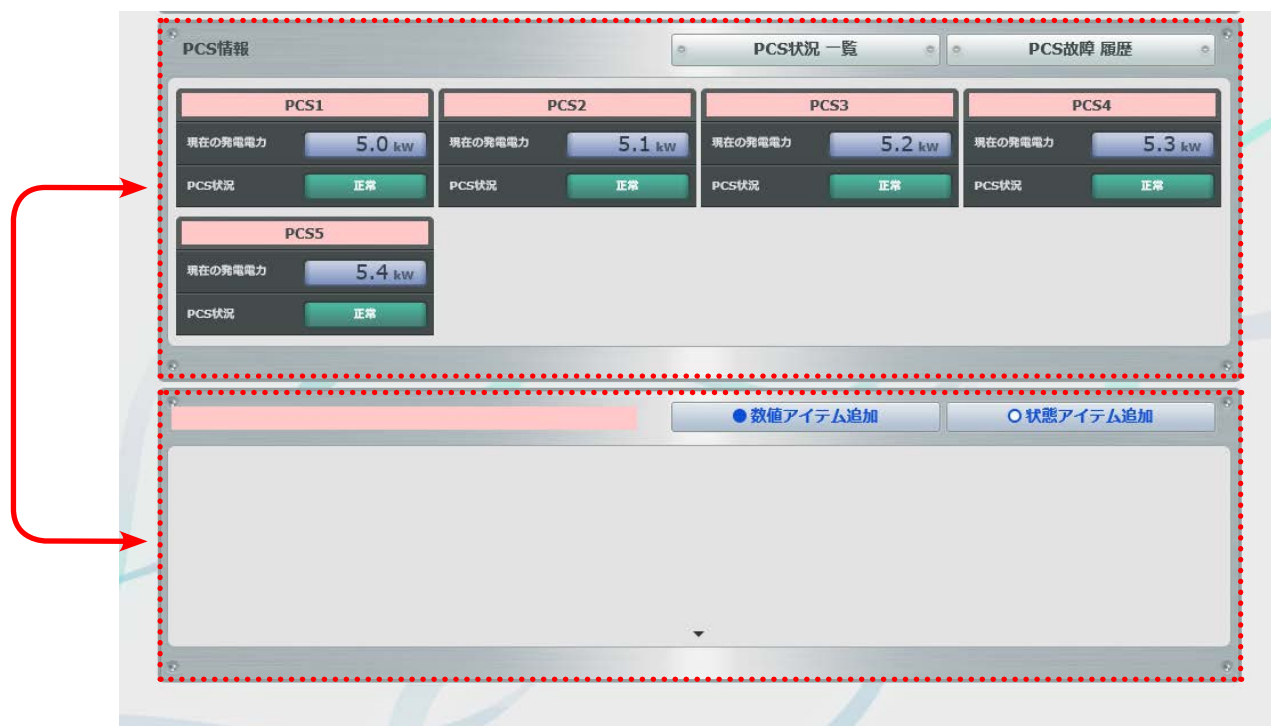 PCS情報 PCS状況 一覧 PCS故障 履歴
PCS1 PCS2 PCS3 PCS4
現在の発電電力 5.0 kW 現在の発電電力 5.1 kW 現在の発電電力 5.2 kW 現在の発電電力 5.3 kW
PCS状況 正常 PCS状況 正常 PCS状況 正常 PCS状況 正常
PCS5
現在の発電電力 5.4 kW
PCS状況 正常
●数値アイテム追加 ○状態アイテム追加